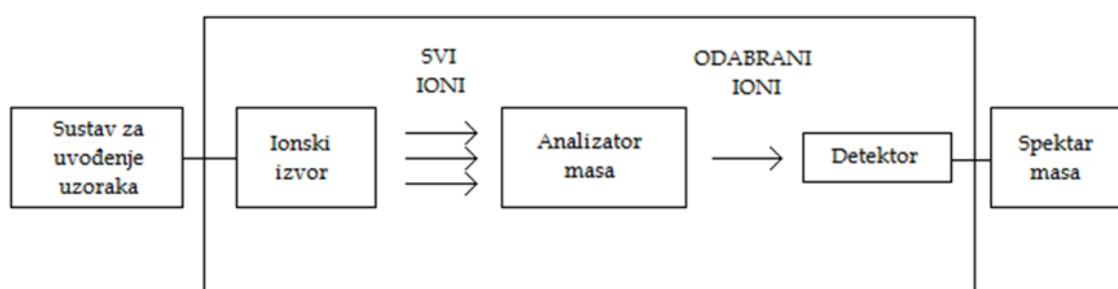 Sustav za
uvođenje
uzoraka
Ionski
izvor
SVI
IONI
Analizator
masa
ODABRANI
IONI
Detektor
Spektar
masa